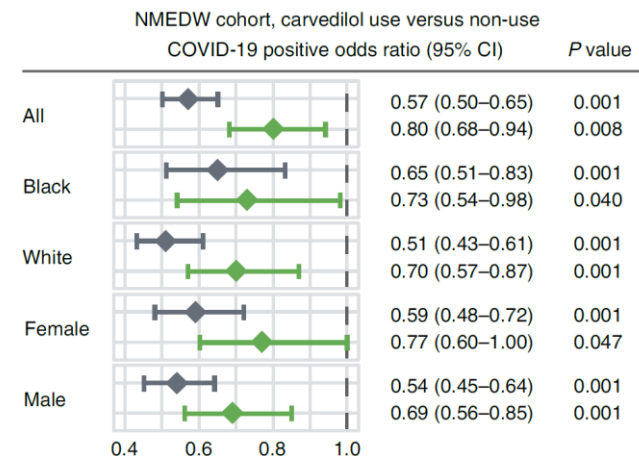 NMEDW cohort, carvedilol use versus non-use
COVID-19 positive odds ratio (95% CI) P value
All
0.57 (0.50–0.65) 0.001
0.80 (0.68–0.94) 0.008
Black
0.65 (0.51–0.83) 0.001
0.73 (0.54–0.98) 0.040
White
0.51 (0.43–0.61) 0.001
0.70 (0.57–0.87) 0.001
Female
0.59 (0.48–0.72) 0.001
0.77 (0.60–1.00) 0.047
Male
0.54 (0.45–0.64) 0.001
0.69 (0.56–0.85) 0.001
0.4 0.6 0.8 1.0